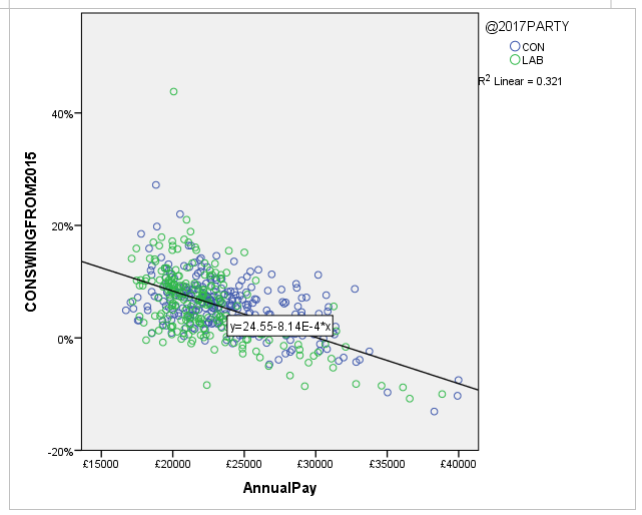 @2017PARTY
CON
LAB
R² Linear = 0.321
CONSWINGFROM2015
40%
20%
0%
-20%
y=24.55-8.14E-4*x
£15000 £20000 £25000 £30000 £35000 £40000
AnnualPay